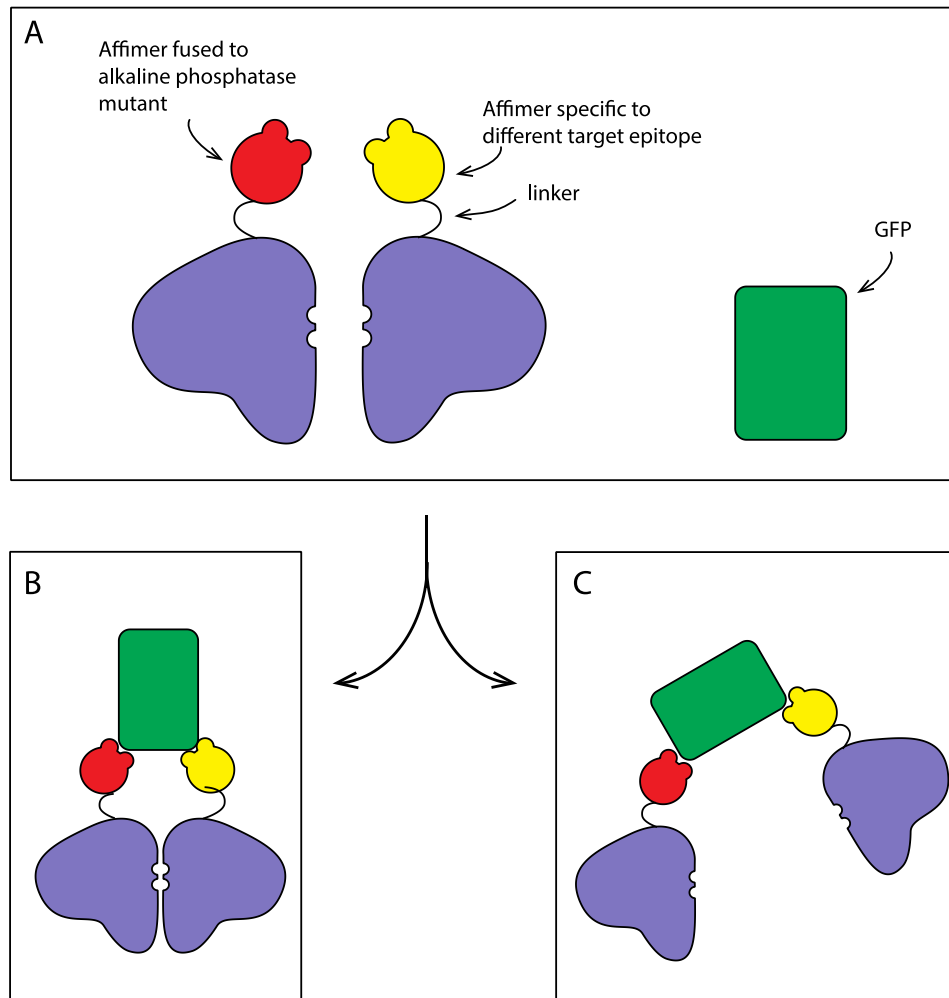 A
Affimer fused to
alkaline phosphatase
mutant
Affimer specific to
different target epitope
linker
GFP
B
C